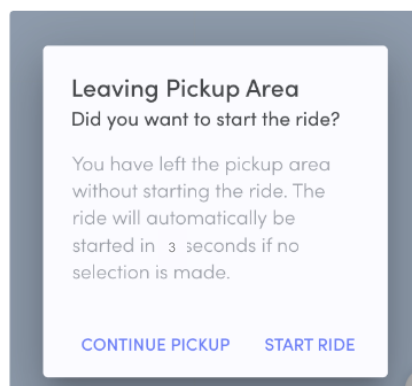 Leaving Pickup Area
Did you want to start the ride?
You have left the pickup area
without starting the ride. The
ride will automatically be
started in 3 seconds if no
selection is made.
CONTINUE PICKUP START RIDE